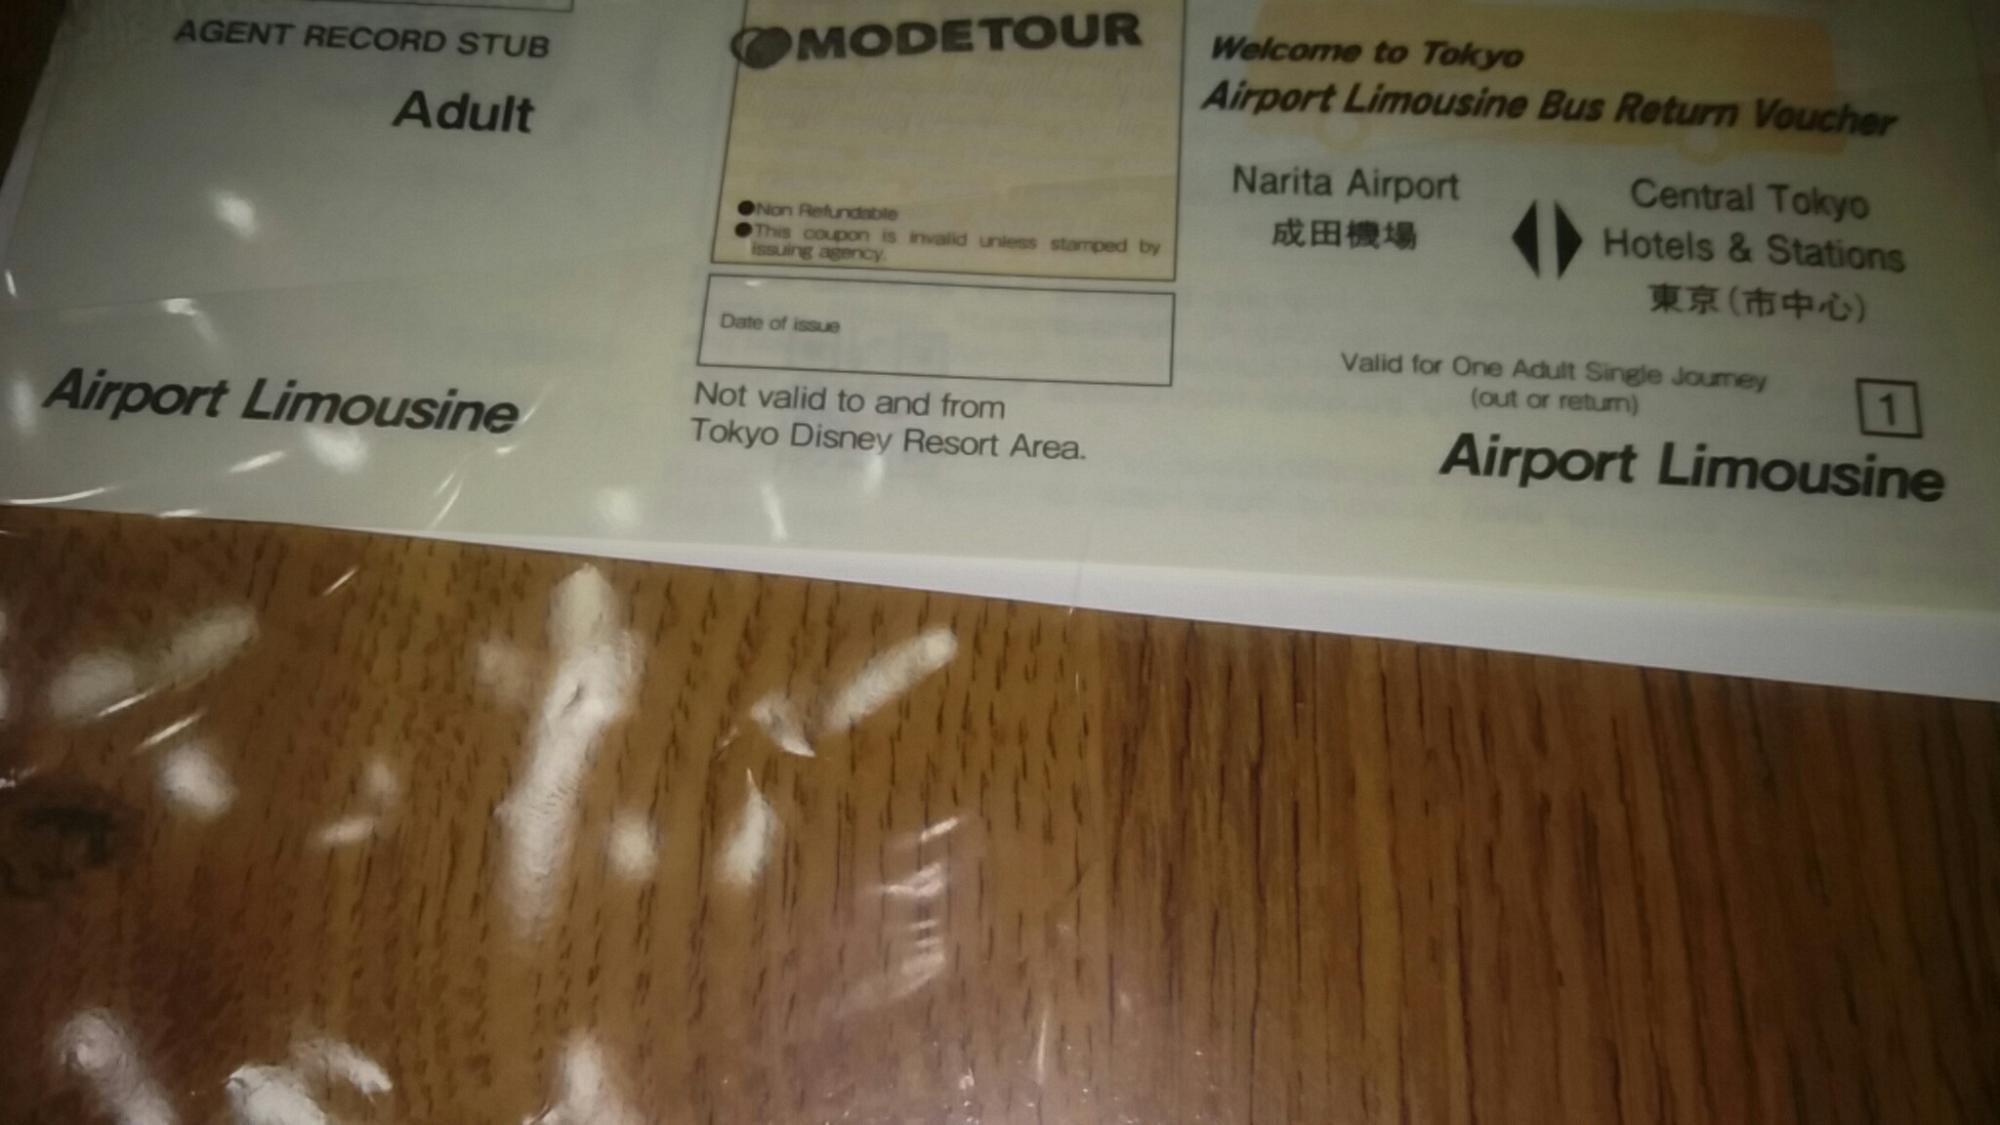 AGENT RECORD STUB
Adult
Airport Limousine
MODETOUR
●Non Refundable
●This coupon is invalid unless stamped by
issuing agency.
Date of issue
Not valid to and from
Tokyo Disney Resort Area.
Welcome to Tokyo
Airport Limousine Bus Return Voucher
Narita Airport
成田機場
Central Tokyo
Hotels & Stations
東京(市中心)
Valid for One Adult Single Journey
(out or return)
1
Airport Limousine